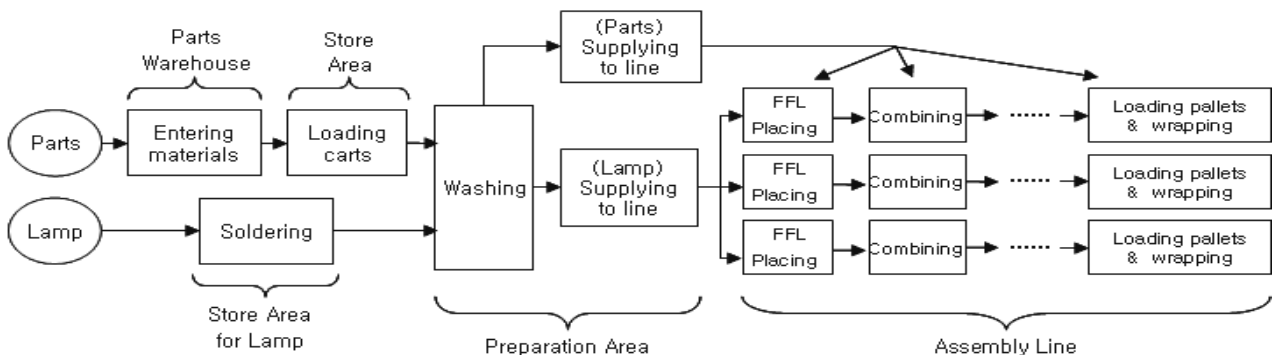 Parts
Warehouse
Store
Area
(Parts)
Supplying
to line
Parts
Entering
materials
Loading
carts
Washing
(Lamp)
Supplying
to line
Lamp
Soldering
FFL
Placing
Combining
......
Loading pallets
& wrapping
FFL
Placing
Combining
......
Loading pallets
& wrapping
FFL
Placing
Combining
......
Loading pallets
& wrapping
Store Area
for Lamp
Preparation Area
Assembly Line